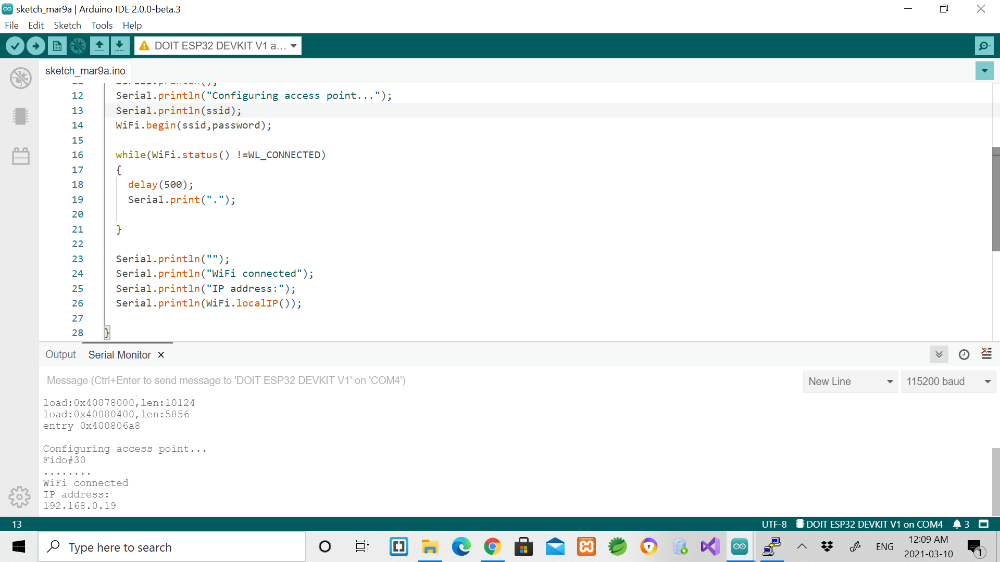 sketch_mar9a | Arduino IDE 2.0.0-beta.3
File Edit Sketch Tools Help
DOIT ESP32 DEVKIT V1 a...
sketch_mar9a.ino
12 Serial.println("Configuring access point...");
13 Serial.println(ssid);
14 WiFi.begin(ssid,password);
15
16 while(WiFi.status() !=WL_CONNECTED)
17 {
18 delay(500);
19 Serial.print(".");
20
21 }
22
23 Serial.println("");
24 Serial.println("WiFi connected");
25 Serial.println("IP address:");
26 Serial.println(WiFi.localIP());
27
28 }
Output Serial Monitor ×
Message (Ctrl+Enter to send message to 'DOIT ESP32 DEVKIT V1' on 'COM4')
New Line 115200 baud
load:0x40078000,len:10124
load:0x40080400,len:5856
entry 0x400806a8
Configuring access point...
Fido#30
........
WiFi connected
IP address:
192.168.0.19
13 UTF-8 DOIT ESP32 DEVKIT V1 on COM4 3
Type here to search
ENG
12:09 AM
2021-03-10
1